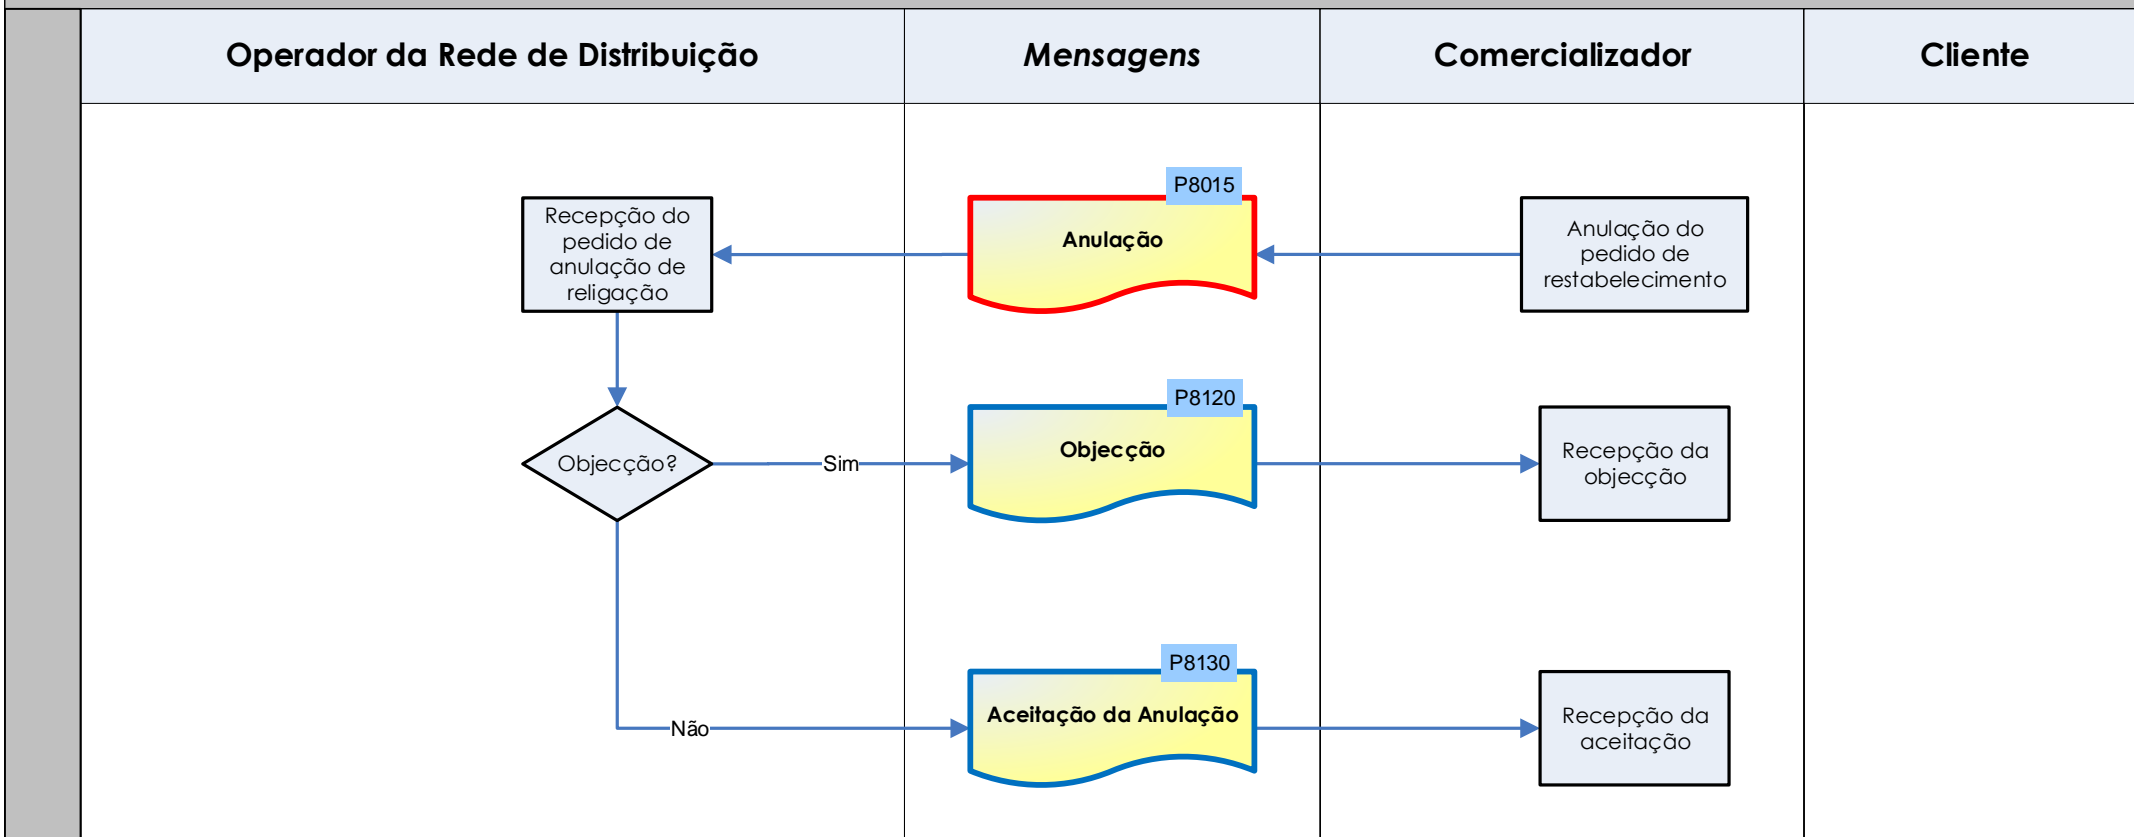 Operador da Rede de Distribuição
Mensagens
Comercializador
Cliente
P8015
Recepção do
pedido de
anulação de
religação
Anulação
Anulação do
pedido de
restabelecimento
P8120
Objecção?
Sim
Objecção
Recepção da
objecção
P8130
Não
Aceitação da Anulação
Recepção da
aceitação